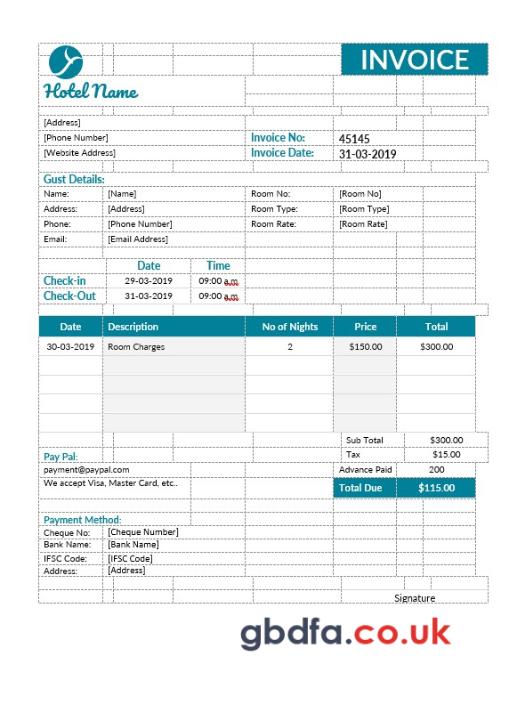 INVOICE
Hotel Name
[Address]
[Phone Number] Invoice No: 45145
[Website Address] Invoice Date: 31-03-2019
Gust Details:
Name: [Name] Room No: [Room No]
Address: [Address] Room Type: [Room Type]
Phone: [Phone Number] Room Rate: [Room Rate]
Email: [Email Address]
Date Time
Check-in 29-03-2019 09:00 a.m
Check-Out 31-03-2019 09:00 a.m
Date Description No of Nights Price Total
30-03-2019 Room Charges 2 $150.00 $300.00
Sub Total $300.00
Pay Pal: Tax $15.00
payment@paypal.com Advance Paid 200
We accept Visa, Master Card, etc.. Total Due $115.00
Payment Method:
Cheque No: [Cheque Number]
Bank Name: [Bank Name]
IFSC Code: [IFSC Code]
Address: [Address]
Signature
gbdfa.co.uk